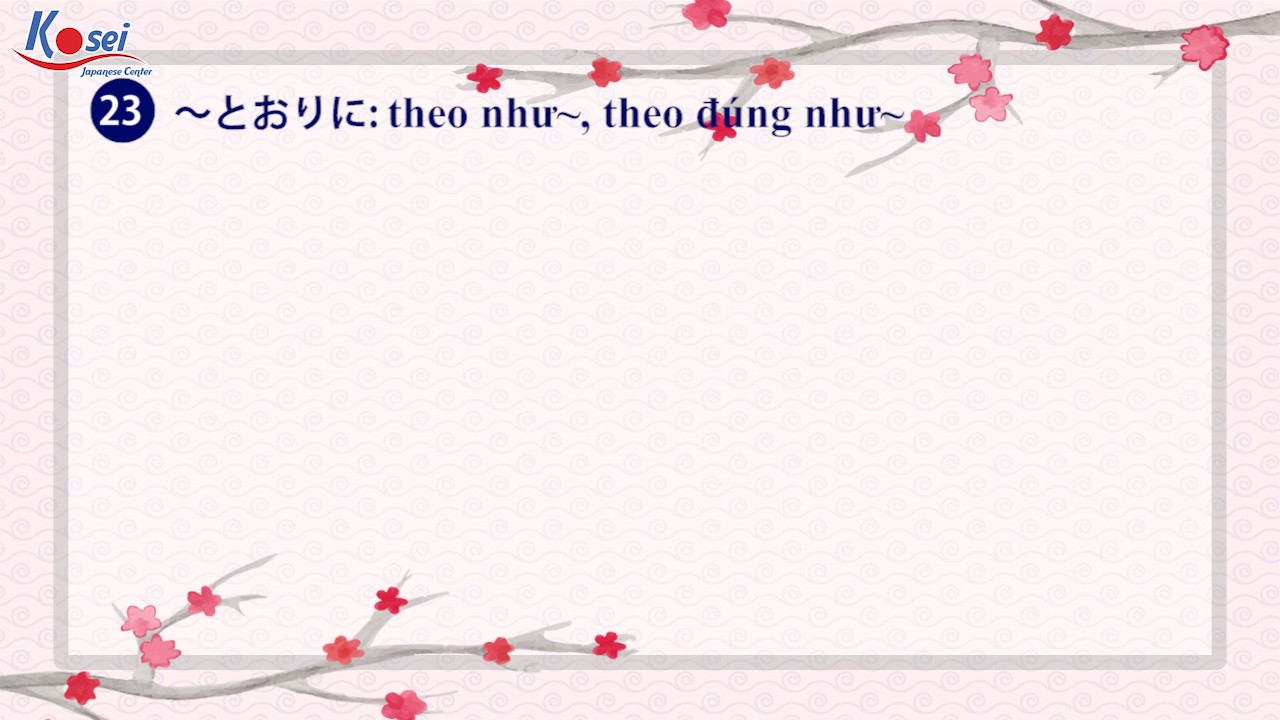 Kosei
Japanese Center
23 ～とおりに: theo như~, theo đúng như~